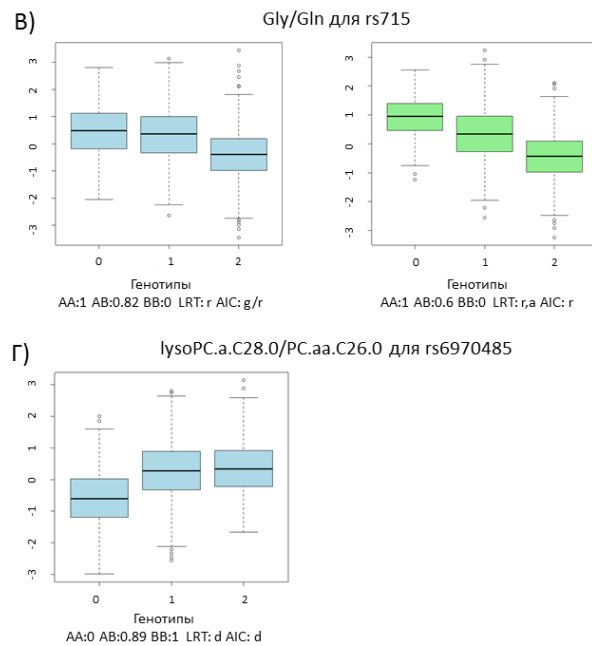 В)
Gly/Gln для rs715
3
2
1
0
-1
-2
-3
0 1 2
Генотипы
AA:1 AB:0.82 BB:0 LRT: r AIC: g/r
3
2
1
0
-1
-2
-3
0 1 2
Генотипы
AA:1 AB:0.6 BB:0 LRT: r,a AIC: r
Г)
lysoPC.a.C28.0/PC.aa.C26.0 для rs6970485
3
2
1
0
-1
-2
-3
0 1 2
Генотипы
AA:0 AB:0.89 BB:1 LRT: d AIC: d